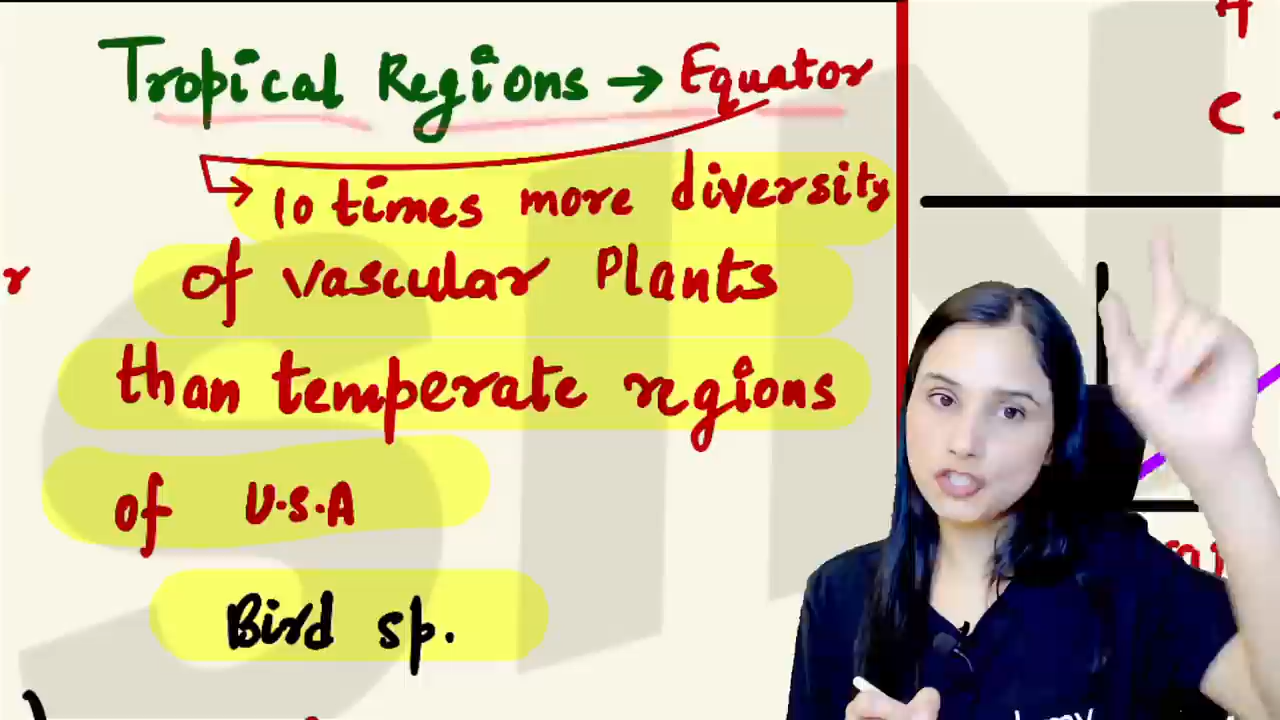 Tropical Regions → Equator
10 times more diversity
of vascular Plants
than temperate regions
of U.S.A
Bird sp.